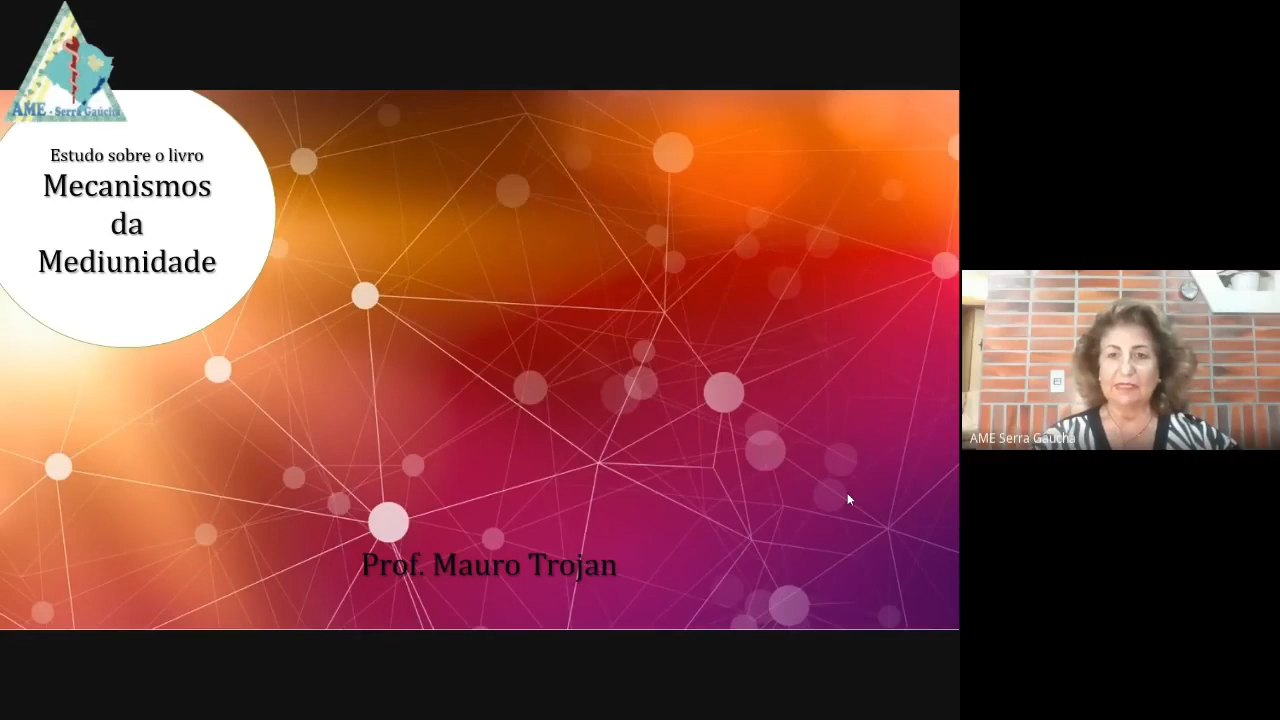 AME - Serra Gaúcha
Estudo sobre o livro
Mecanismos
da
Mediunidade
Prof. Mauro Trojan
AME Serra Gaúcha